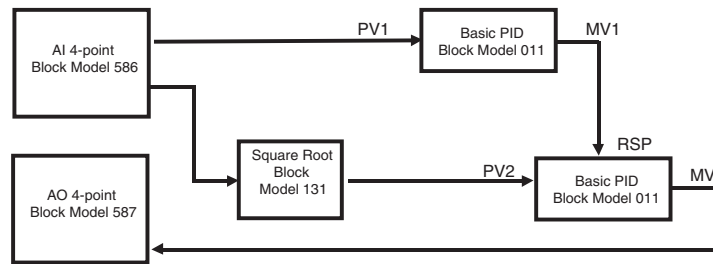 AI 4-point
Block Model 586
PV1
Basic PID
Block Model 011
MV1
Square Root
Block
Model 131
RSP
AO 4-point
Block Model 587
PV2
Basic PID
Block Model 011
MV